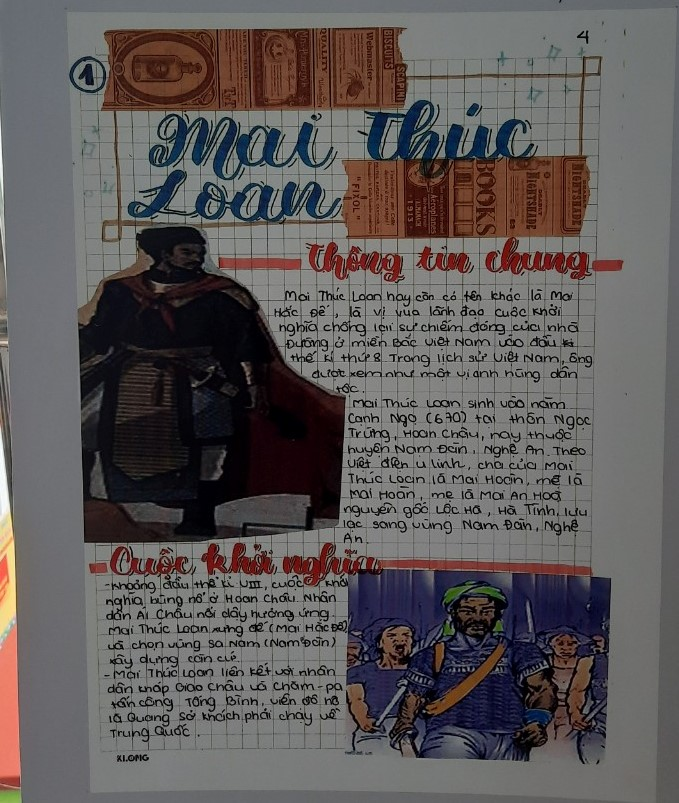 4
1
SCAPINI
BISCUITS
Webmaster
QUALITY
Mai Thúc
Loan
BOOKS
NIGHTSHADE
"FIXOL"
1913
Thông tin chung
Mai Thúc Loan hay còn có tên khác là Mai
Hắc Đế, là vị vua lãnh đạo cuộc khởi
nghĩa chống lại sự chiếm đóng của nhà
Đường ở miền Bắc Việt Nam vào đầu kỉ
thế kỉ thứ 8. Trong lịch sử Việt Nam, ông
được xem như một vị anh hùng dân
tộc.
Mai Thúc Loan sinh vào năm
Canh Ngọ (670) tại thôn Ngọc
Trừng, Hoan Châu, nay thuộc
huyện Nam Đàn, Nghệ An. Theo
Việt điện u linh, cha của Mai
Thúc Loan là Mai Hoàn, mẹ là
Mai Hoàn, mẹ là Mai An Hoà
nguyên gốc Lộc Hà, Hà Tĩnh, lưu
lạc sang vùng Nam Đàn, Nghệ
An.
Cuộc khởi nghĩa
-Khoảng đầu thế kỉ VIII, cuộc khởi
nghĩa bùng nổ ở Hoan Châu. Nhân
dân Ái Châu nổi dậy hưởng ứng.
Mai Thúc Loan xưng đế (Mai Hắc Đế)
và chọn vùng Sa Nam (Nam Đàn)
xây dựng căn cứ.
- Mai Thúc Loan liên kết với nhân
dân khắp Giao Châu và Chăm-pa
tấn công Tống Bình, viên đô hộ
là Quang Sở Khách phải chạy về
Trung Quốc.
KLONG